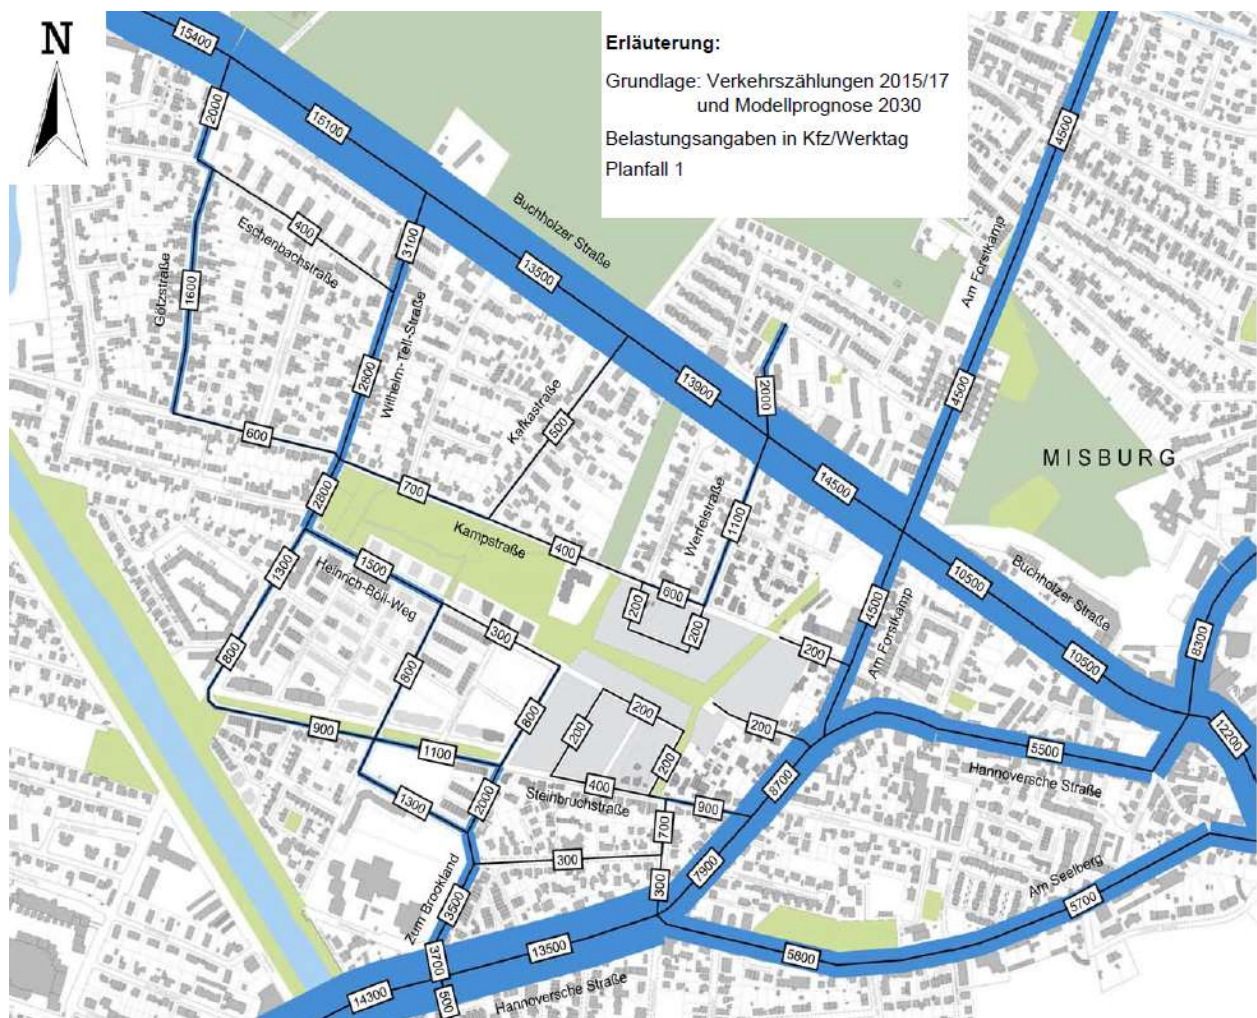 N
Erläuterung:
Grundlage: Verkehrszählungen 2015/17
und Modellprognose 2030
Belastungsangaben in Kfz/Werktag
Planfall 1
15400
2000
15100
4500
Buchholzer Straße
400
Eschenbachstraße
3100
13500
Am Forstkamp
Götzstraße
1600
Wilhelm-Tell-Straße
2800
13900
2000
4500
Kafkastraße
500
600
MISBURG
700
2800
14500
Werfelstraße
1100
Kampstraße
400
1300
1500
Heinrich-Böll-Weg
10500
Buchholzer Straße
600
200
200
4500
Am Forstkamp
300
200
8300
10500
800
800
800
200
200
200
200
12200
900
1100
5500
8700
Hannoversche Straße
2000
400
Steinbruchstraße
900
1300
700
300
7900
300
Zum Brookland
3500
Am Seelberg
5700
3700
13500
5800
14300
500
Hannoversche Straße